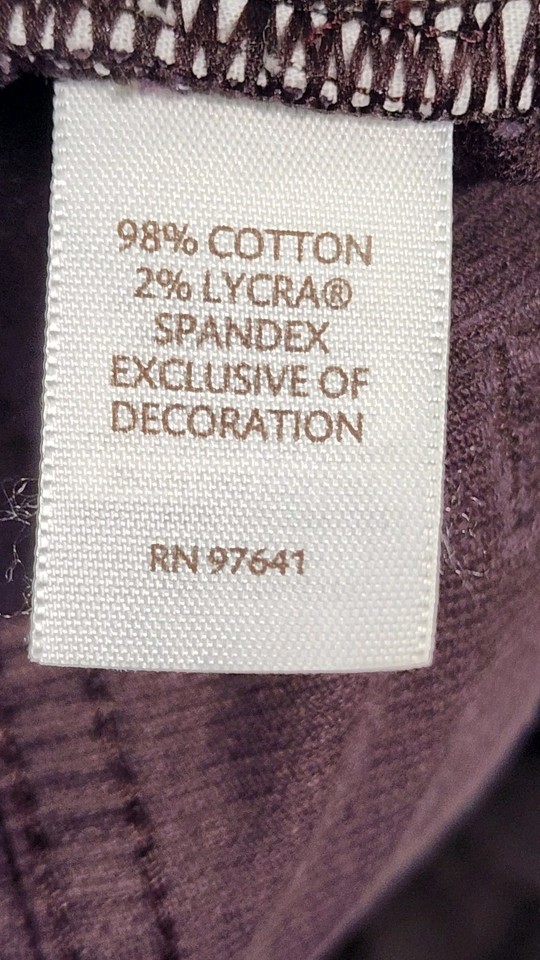 98% COTTON
2% LYCRA®
SPANDEX
EXCLUSIVE OF
DECORATION
RN 97641